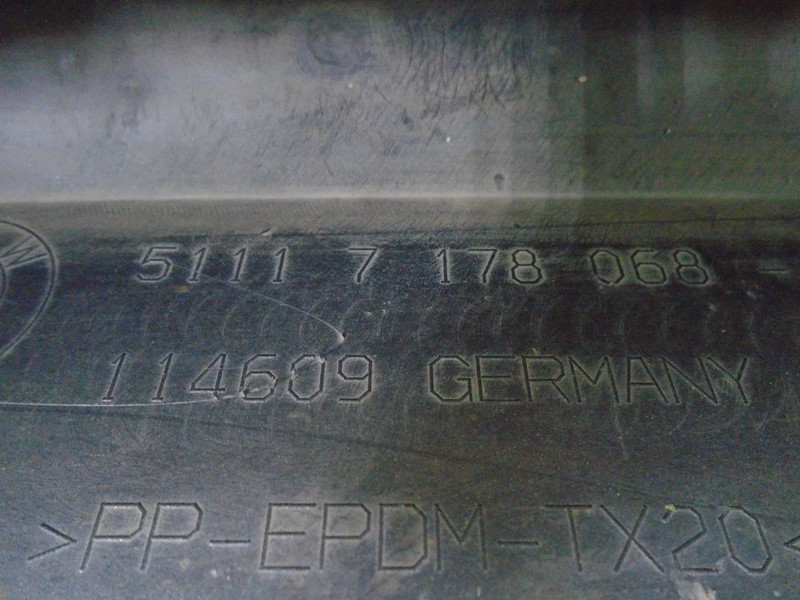 5111 7 178 068 -
114609 GERMANY
>PP-EPDM-TX20<